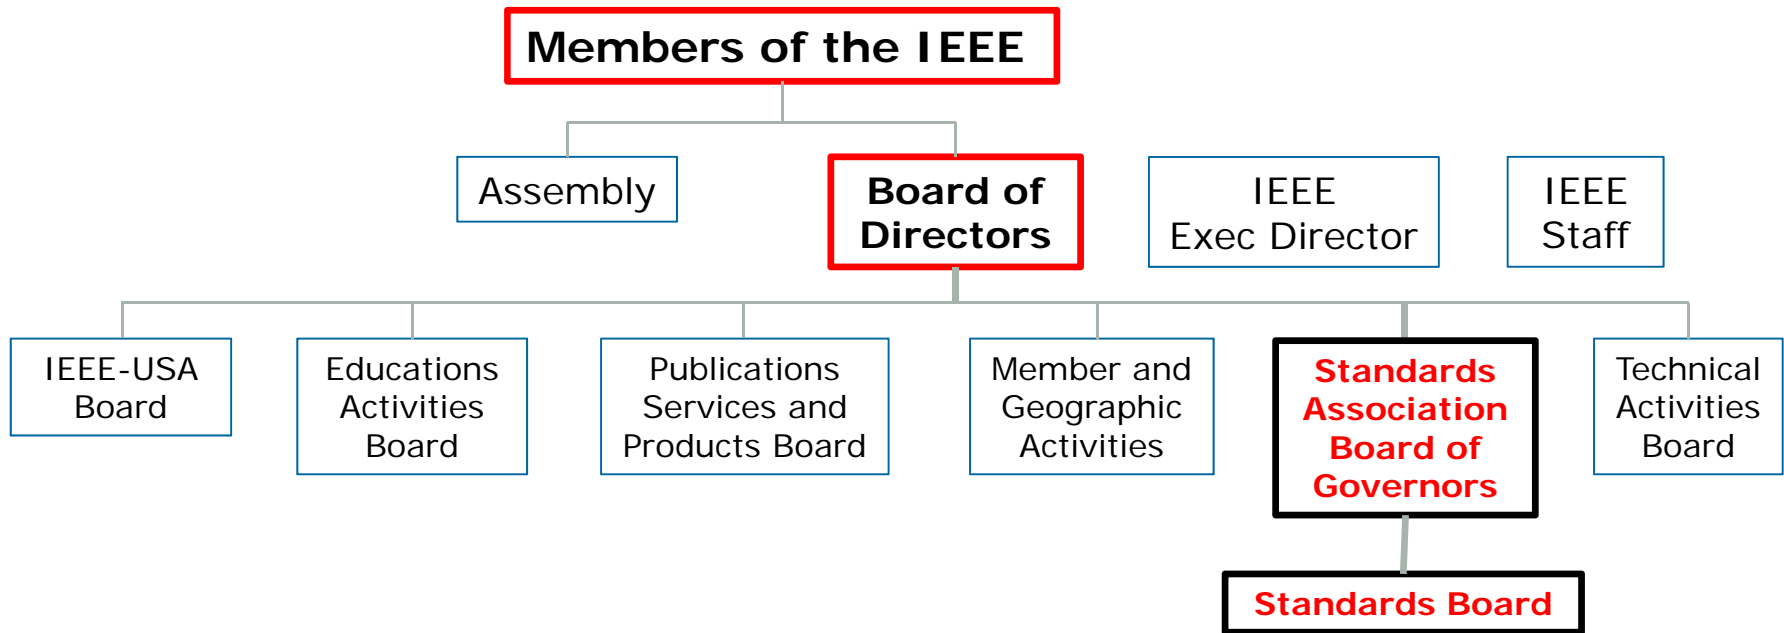 Members of the IEEE
Assembly
Board of
Directors
IEEE
Exec Director
IEEE
Staff
IEEE-USA
Board
Educations
Activities
Board
Publications
Services and
Products Board
Member and
Geographic
Activities
Standards
Association
Board of
Governors
Technical
Activities
Board
Standards Board